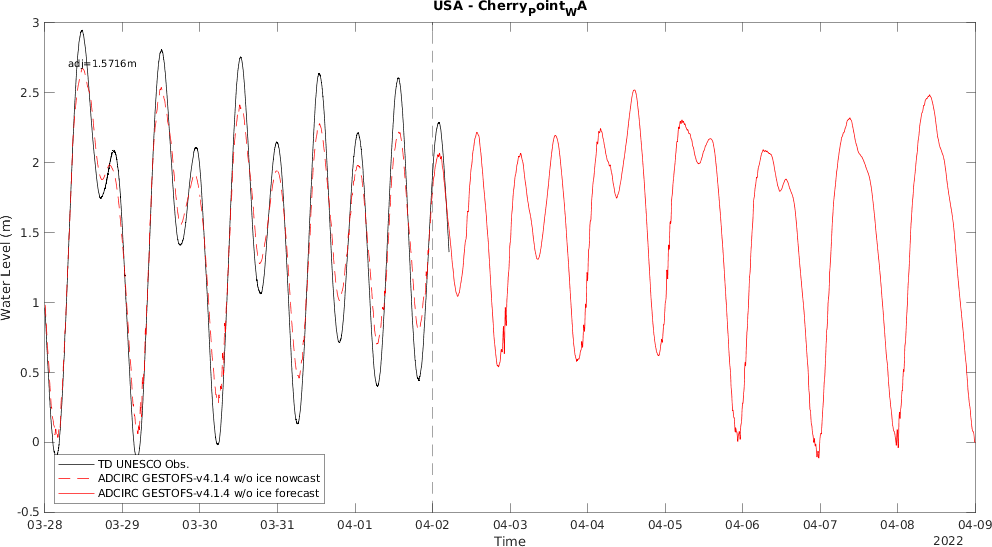 USA - CherryPointWA
adj=1.5716m
Water Level (m)
3
2.5
2
1.5
1
0.5
0
-0.5
TD UNESCO Obs.
ADCIRC GESTOFS-v4.1.4 w/o ice nowcast
ADCIRC GESTOFS-v4.1.4 w/o ice forecast
03-28 03-29 03-30 03-31 04-01 04-02 04-03 04-04 04-05 04-06 04-07 04-08 04-09
Time
2022